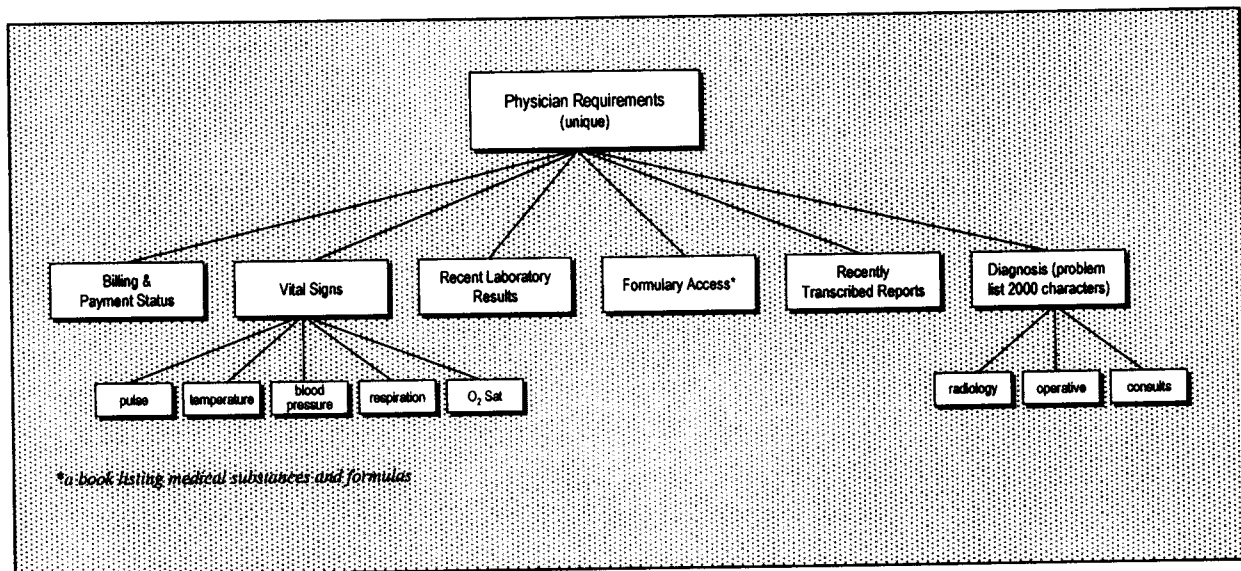 Physician Requirements
(unique)
Billing &
Payment Status
Vital Signs
Recent Laboratory
Results
Formulary Access*
Recently
Transcribed Reports
Diagnosis (problem
list 2000 characters)
pulse
temperature
blood
pressure
respiration
O₂ Sat
radiology
operative
consults
*a book listing medical substances and formulas